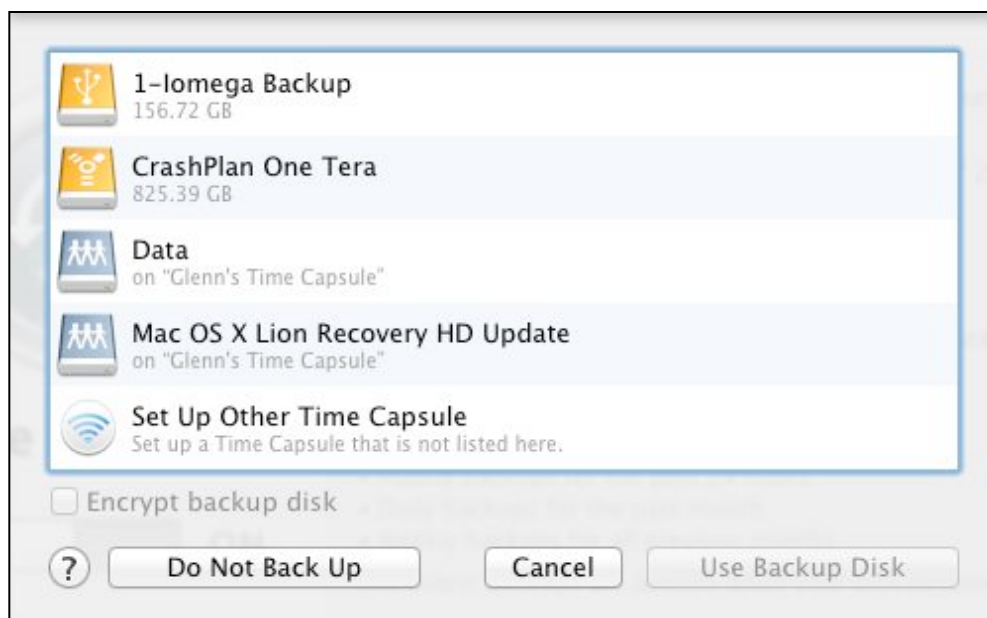 1-Iomega Backup
156.72 GB
CrashPlan One Tera
825.39 GB
Data
on "Glenn's Time Capsule"
Mac OS X Lion Recovery HD Update
on "Glenn's Time Capsule"
Set Up Other Time Capsule
Set up a Time Capsule that is not listed here.
Encrypt backup disk
ON
? Do Not Back Up Cancel Use Backup Disk